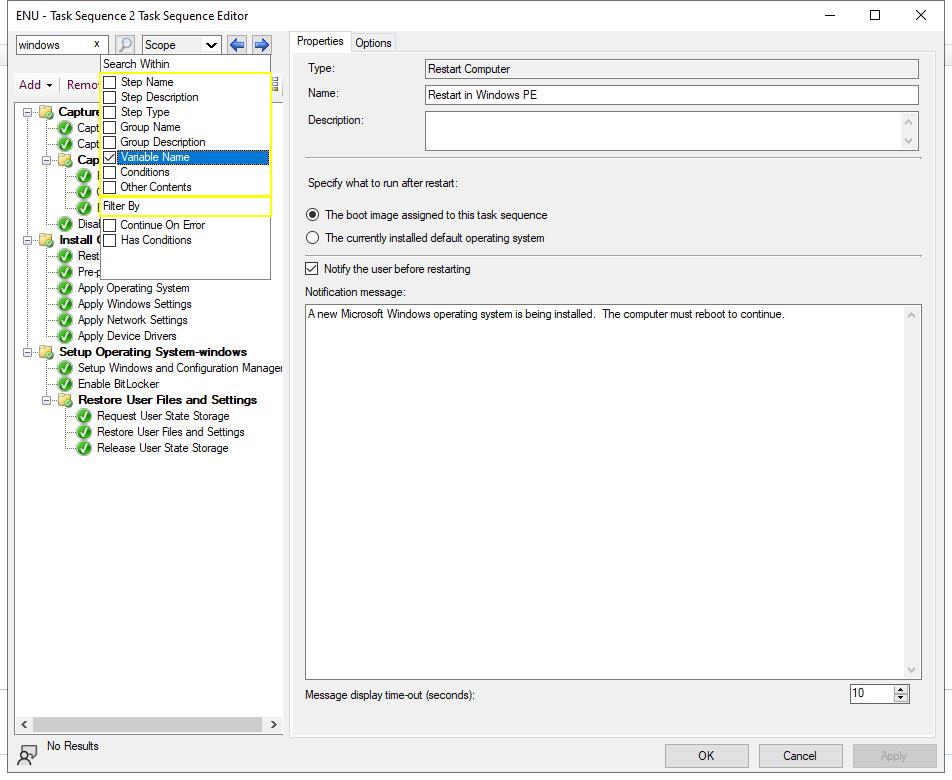 ENU - Task Sequence 2 Task Sequence Editor
windows x Scope
Search Within
Step Name
Step Description
Step Type
Group Name
Group Description
Variable Name
Conditions
Other Contents
Filter By
Continue On Error
Has Conditions
Add Remo
Capture
Capt
Capt
Cap
Disal
Install
Rest
Pre-p
Apply Operating System
Apply Windows Settings
Apply Network Settings
Apply Device Drivers
Setup Operating System-windows
Setup Windows and Configuration Manager
Enable BitLocker
Restore User Files and Settings
Request User State Storage
Restore User Files and Settings
Release User State Storage
No Results
Properties Options
Type: Restart Computer
Name: Restart in Windows PE
Description:
Specify what to run after restart:
The boot image assigned to this task sequence
The currently installed default operating system
Notify the user before restarting
Notification message:
A new Microsoft Windows operating system is being installed.  The computer must reboot to continue.
Message display time-out (seconds): 10
OK Cancel Apply